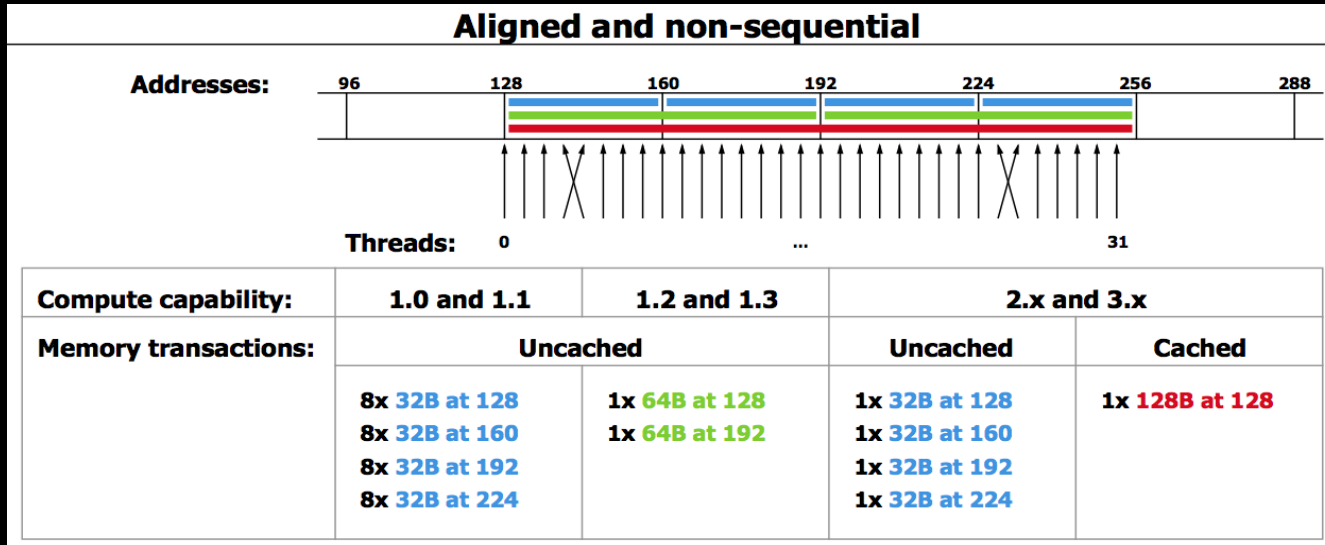 Aligned and non-sequential
Addresses: 96 128 160 192 224 256 288
Threads: 0 ... 31
Compute capability: 1.0 and 1.1 1.2 and 1.3 2.x and 3.x
Memory transactions: Uncached Uncached Cached
8x 32B at 128 1x 64B at 128 1x 32B at 128 1x 128B at 128
8x 32B at 160 1x 64B at 192 1x 32B at 160
8x 32B at 192 1x 32B at 192
8x 32B at 224 1x 32B at 224